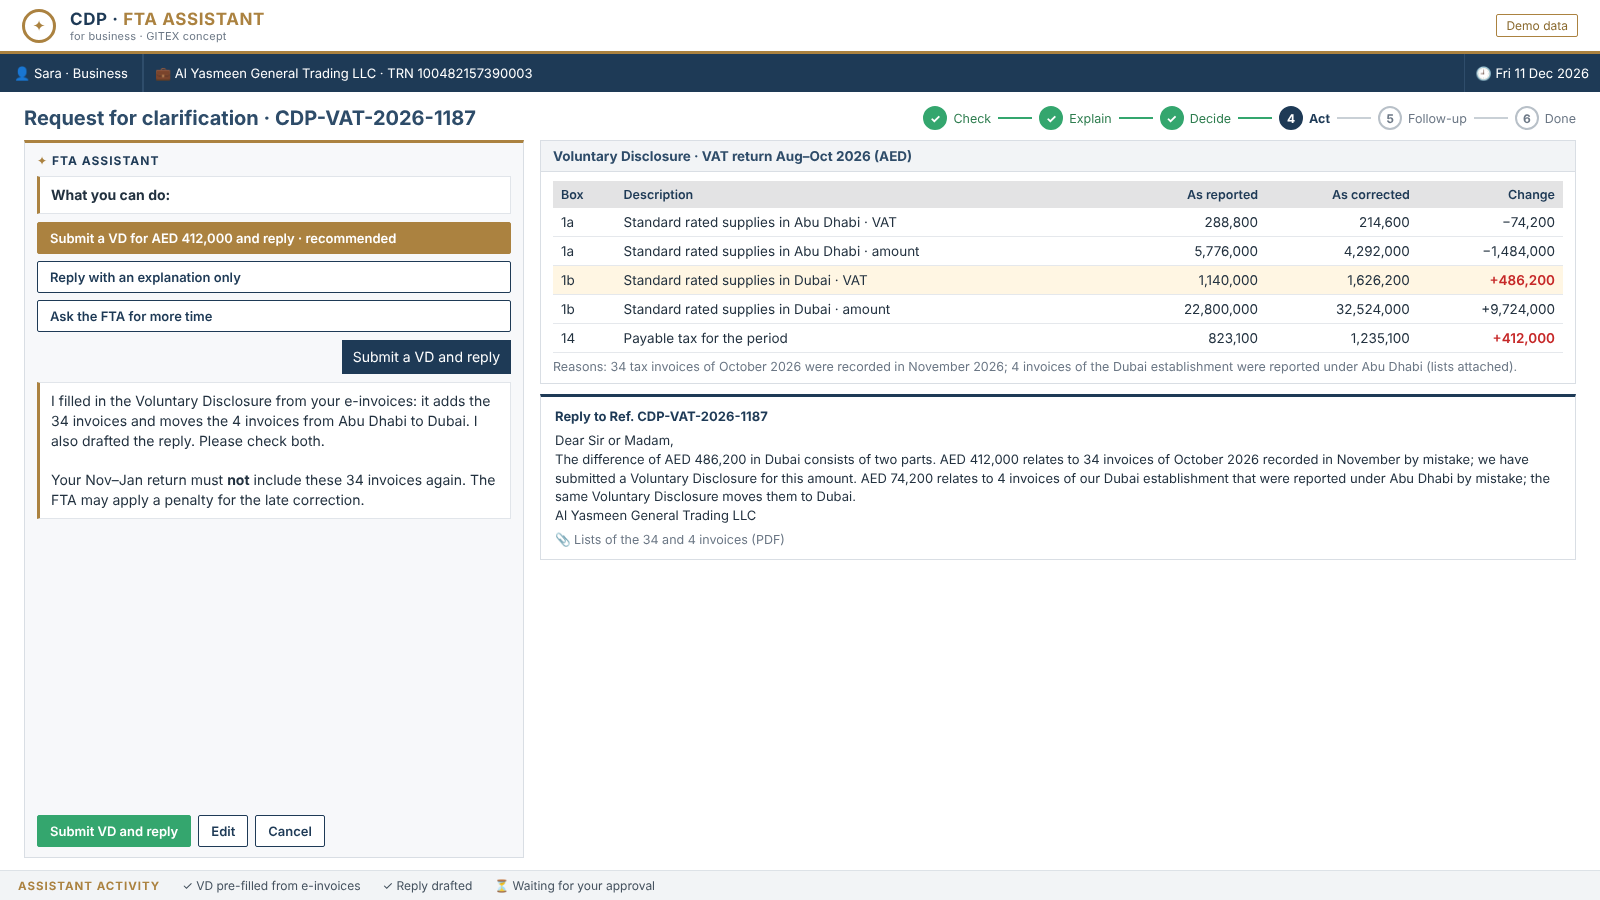 CDP · FTA ASSISTANT
for business · GITEX concept
Demo data
Sara · Business
Al Yasmeen General Trading LLC · TRN 100482157390003
Fri 11 Dec 2026
Request for clarification · CDP-VAT-2026-1187
Check
Explain
Decide
4 Act
5 Follow-up
6 Done
FTA ASSISTANT
What you can do:
Submit a VD for AED 412,000 and reply · recommended
Reply with an explanation only
Ask the FTA for more time
Submit a VD and reply
I filled in the Voluntary Disclosure from your e-invoices: it adds the
34 invoices and moves the 4 invoices from Abu Dhabi to Dubai. I
also drafted the reply. Please check both.
Your Nov–Jan return must not include these 34 invoices again. The
FTA may apply a penalty for the late correction.
Submit VD and reply
Edit
Cancel
Voluntary Disclosure · VAT return Aug–Oct 2026 (AED)
Box Description As reported As corrected Change
1a Standard rated supplies in Abu Dhabi · VAT 288,800 214,600 −74,200
1a Standard rated supplies in Abu Dhabi · amount 5,776,000 4,292,000 −1,484,000
1b Standard rated supplies in Dubai · VAT 1,140,000 1,626,200 +486,200
1b Standard rated supplies in Dubai · amount 22,800,000 32,524,000 +9,724,000
14 Payable tax for the period 823,100 1,235,100 +412,000
Reasons: 34 tax invoices of October 2026 were recorded in November 2026; 4 invoices of the Dubai establishment were reported under Abu Dhabi (lists attached).
Reply to Ref. CDP-VAT-2026-1187
Dear Sir or Madam,
The difference of AED 486,200 in Dubai consists of two parts. AED 412,000 relates to 34 invoices of October 2026 recorded in November by mistake; we have
submitted a Voluntary Disclosure for this amount. AED 74,200 relates to 4 invoices of our Dubai establishment that were reported under Abu Dhabi by mistake; the
same Voluntary Disclosure moves them to Dubai.
Al Yasmeen General Trading LLC
Lists of the 34 and 4 invoices (PDF)
ASSISTANT ACTIVITY
✓ VD pre-filled from e-invoices
✓ Reply drafted
Waiting for your approval